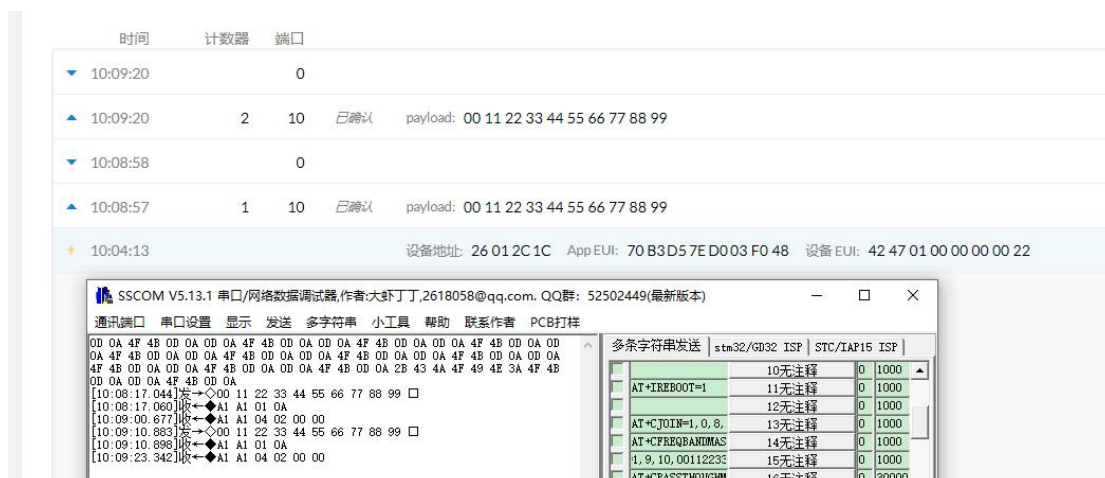 时间 计数器 端口
10:09:20 0
10:09:20 2 10 已确认 payload: 00 11 22 33 44 55 66 77 88 99
10:08:58 0
10:08:57 1 10 已确认 payload: 00 11 22 33 44 55 66 77 88 99
10:04:13 设备地址: 26 01 2C 1C App EUI: 70 B3 D5 7E D0 03 F0 48 设备 EUI: 42 47 01 00 00 00 00 22
SSCOM V5.13.1 串口/网络数据调试器,作者:大虾丁丁,2618058@qq.com. QQ群: 52502449(最新版本)
通讯端口 串口设置 显示 发送 多字符串 小工具 帮助 联系作者 PCB打样
0D 0A 4F 4B 0D 0A 0D 0A 4F 4B 0D 0A 0D 0A 4F 4B 0D 0A 0D 0A 4F 4B 0D 0A 0D
0A 4F 4B 0D 0A 0D 0A 4F 4B 0D 0A 0D 0A 4F 4B 0D 0A 0D 0A 4F 4B 0D 0A 0D 0A
4F 4B 0D 0A 0D 0A 4F 4B 0D 0A 0D 0A 4F 4B 0D 0A 2B 43 4A 4F 49 4E 3A 4F 4B
0D 0A 0D 0A 4F 4B 0D 0A
[10:08:17.044]发→◇00 11 22 33 44 55 66 77 88 99 □
[10:08:17.060]收←◆A1 A1 01 0A
[10:09:00.677]收←◆A1 A1 04 02 00 00
[10:09:10.883]发→◇00 11 22 33 44 55 66 77 88 99 □
[10:09:10.898]收←◆A1 A1 01 0A
[10:09:23.342]收←◆A1 A1 04 02 00 00
多条字符串发送 stm32/GD32 ISP STC/IAP15 ISP
10无注释 0 1000
AT+IREBOOT=1 11无注释 0 1000
12无注释 0 1000
AT+CJOIN=1,0,8, 13无注释 0 1000
AT+CFREQBANDMAS 14无注释 0 1000
1,9,10,00112233 15无注释 0 1000
16无注释 0 30000